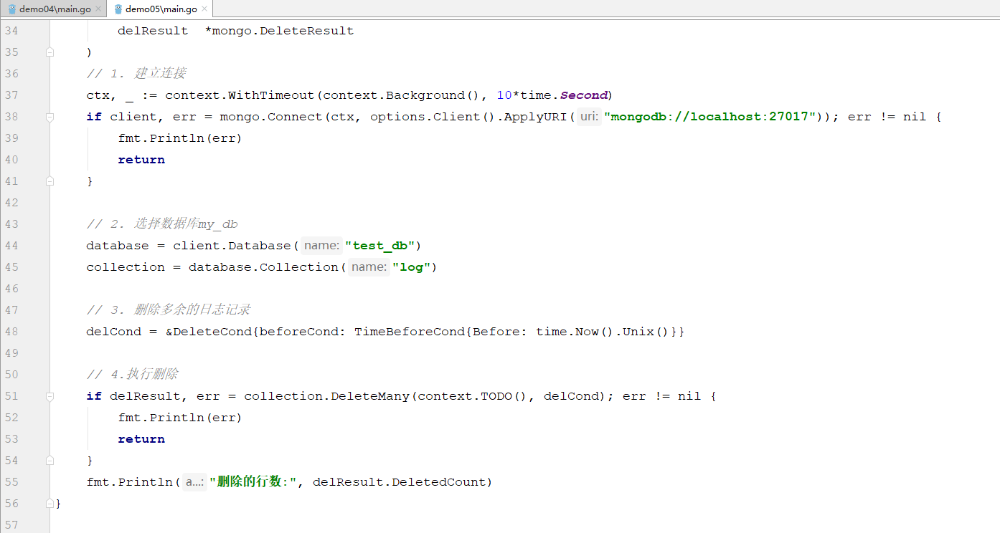 demo04\main.go demo05\main.go
34 delResult *mongo.DeleteResult
35 )
36 // 1. 建立连接
37 ctx, _ := context.WithTimeout(context.Background(), 10*time.Second)
38 if client, err = mongo.Connect(ctx, options.Client().ApplyURI( uri: "mongodb://localhost:27017")); err != nil {
39 fmt.Println(err)
40 return
41 }
42
43 // 2. 选择数据库my_db
44 database = client.Database( name: "test_db")
45 collection = database.Collection( name: "log")
46
47 // 3. 删除多余的日志记录
48 delCond = &DeleteCond{beforeCond: TimeBeforeCond{Before: time.Now().Unix()}}
49
50 // 4.执行删除
51 if delResult, err = collection.DeleteMany(context.TODO(), delCond); err != nil {
52 fmt.Println(err)
53 return
54 }
55 fmt.Println( a...: "删除的行数:", delResult.DeletedCount)
56 }
57